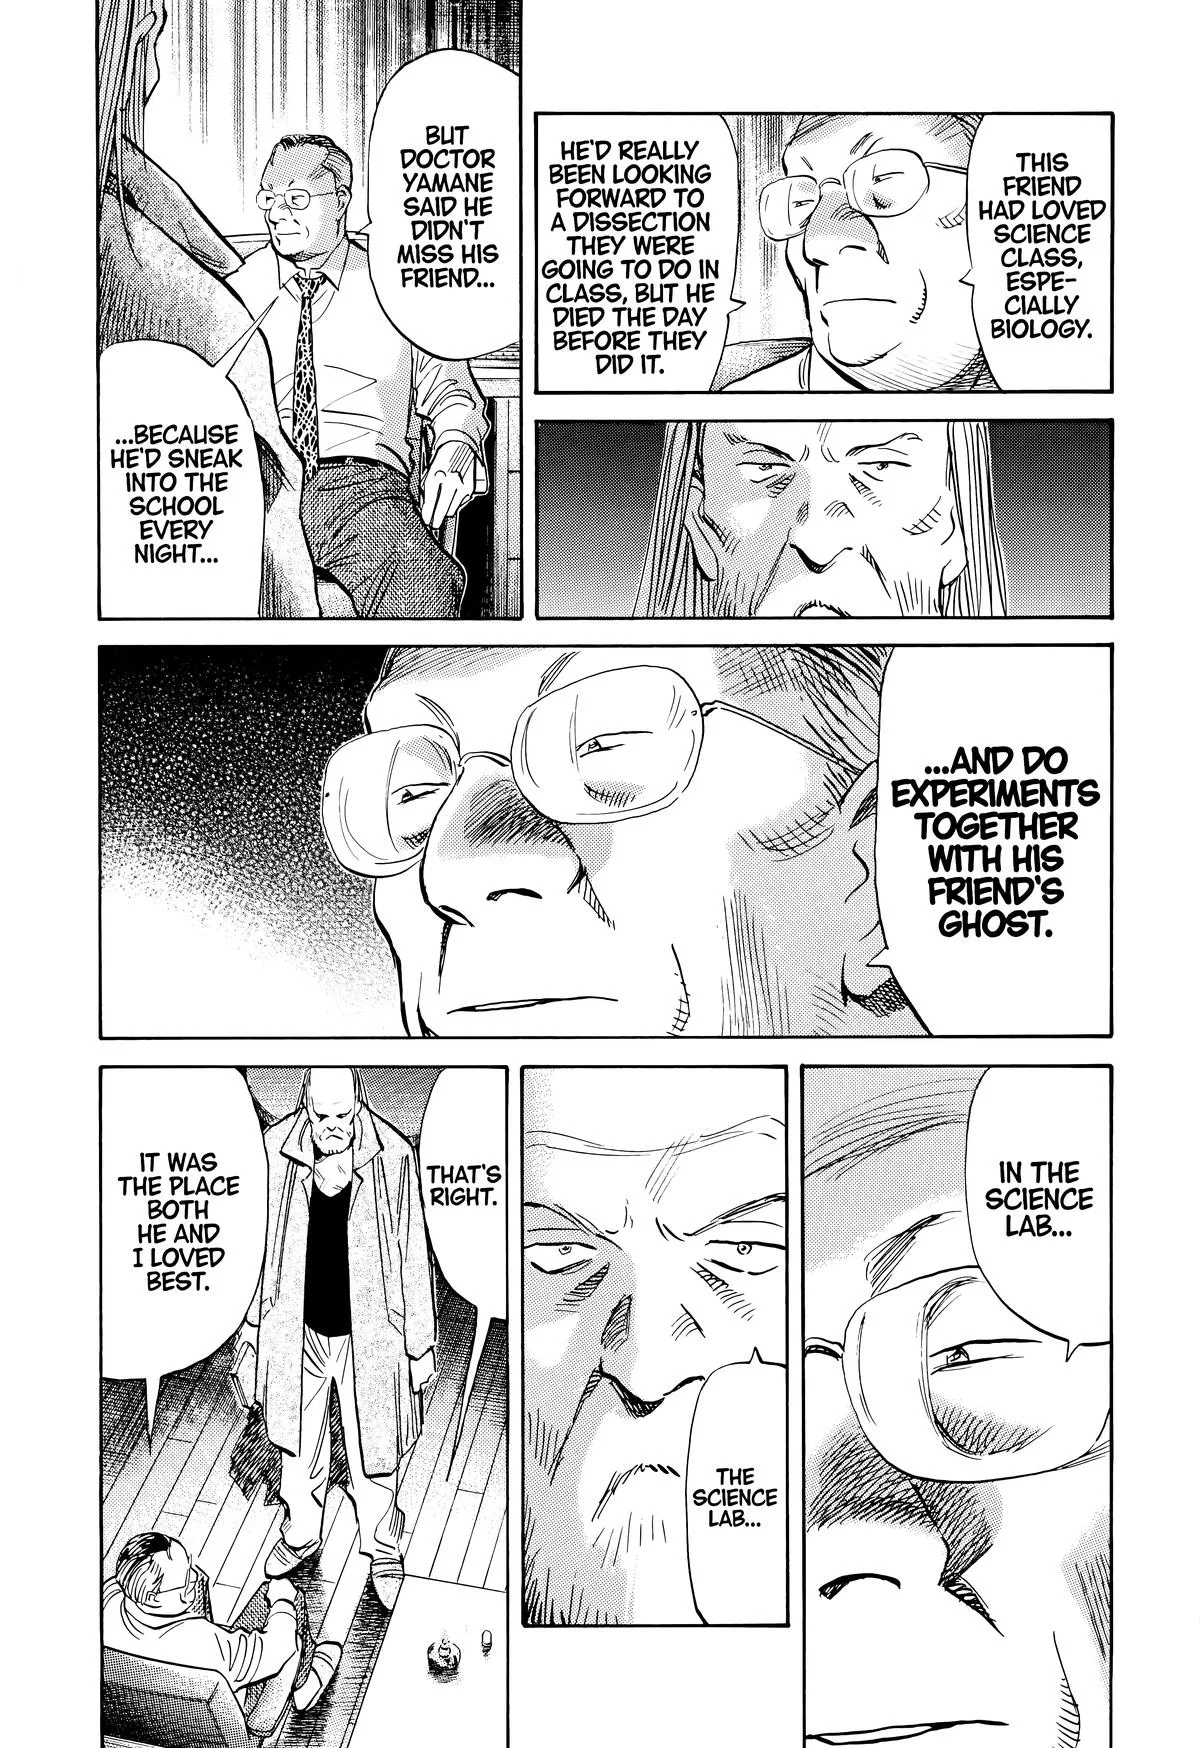 THIS
FRIEND
HAD LOVED
SCIENCE
CLASS,
ESPE-
CIALLY
BIOLOGY.
HE'D REALLY
BEEN LOOKING
FORWARD TO
A DISSECTION
THEY WERE
GOING TO DO IN
CLASS, BUT HE
DIED THE DAY
BEFORE THEY
DID IT.
BUT
DOCTOR
YAMANE
SAID HE
DIDN'T
MISS HIS
FRIEND...
...BECAUSE
HE'D SNEAK
INTO THE
SCHOOL
EVERY
NIGHT...
...AND DO
EXPERIMENTS
TOGETHER
WITH HIS
FRIEND'S
GHOST.
IN THE
SCIENCE
LAB...
THE
SCIENCE
LAB...
THAT'S
RIGHT.
IT WAS
THE PLACE
BOTH
HE AND
I LOVED
BEST.